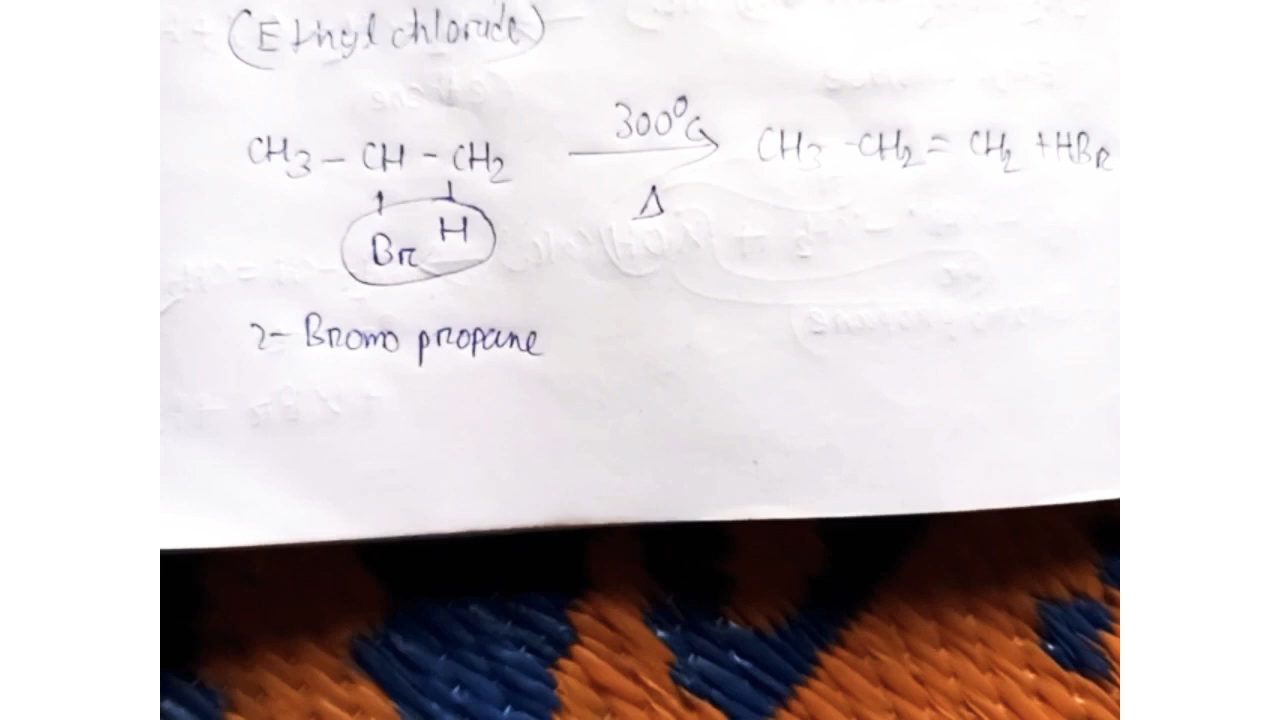 (Ethyl chloride)
300°C
CH3 - CH - CH2 → CH3 - CH2 = CH2 + HBr
Δ
Br H
2- Bromo propane